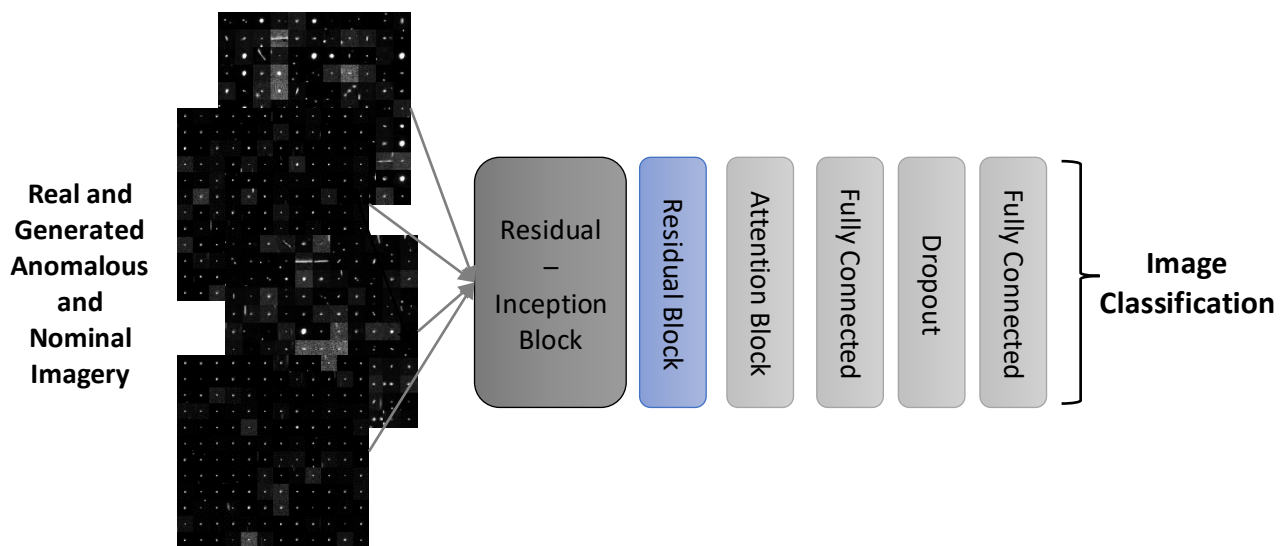 Real and
Generated
Anomalous
and
Nominal
Imagery
Residual
–
Inception
Block
Residual Block
Attention Block
Fully Connected
Dropout
Fully Connected
Image
Classification